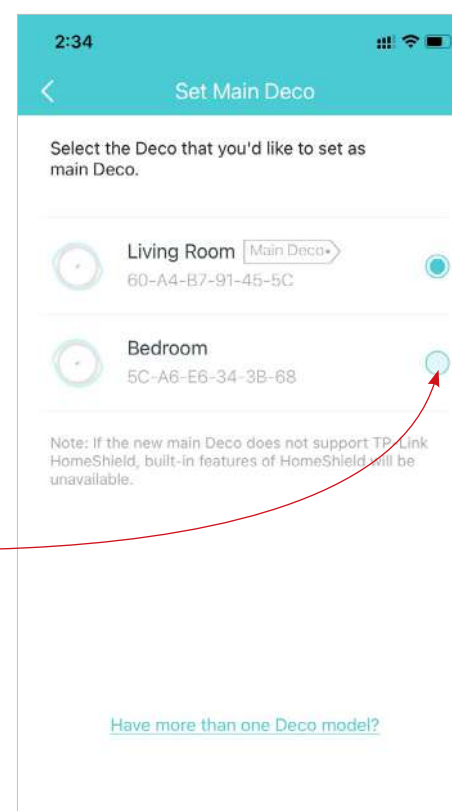 2:34
Set Main Deco
Select the Deco that you'd like to set as
main Deco.
Living Room Main Deco
60-A4-B7-91-45-5C
Bedroom
5C-A6-E6-34-3B-68
Note: If the new main Deco does not support TP-Link
HomeShield, built-in features of HomeShield will be
unavailable.
Have more than one Deco model?